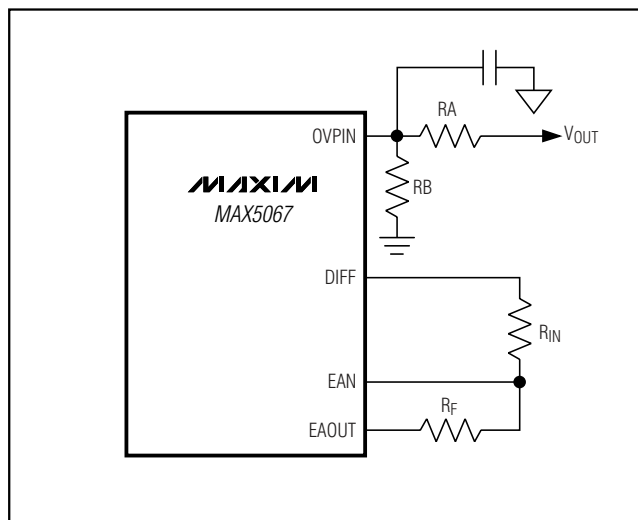 RA
OVPIN
VOUT
RB
MAXIM
MAX5067
DIFF
RIN
EAN
RF
EAOUT